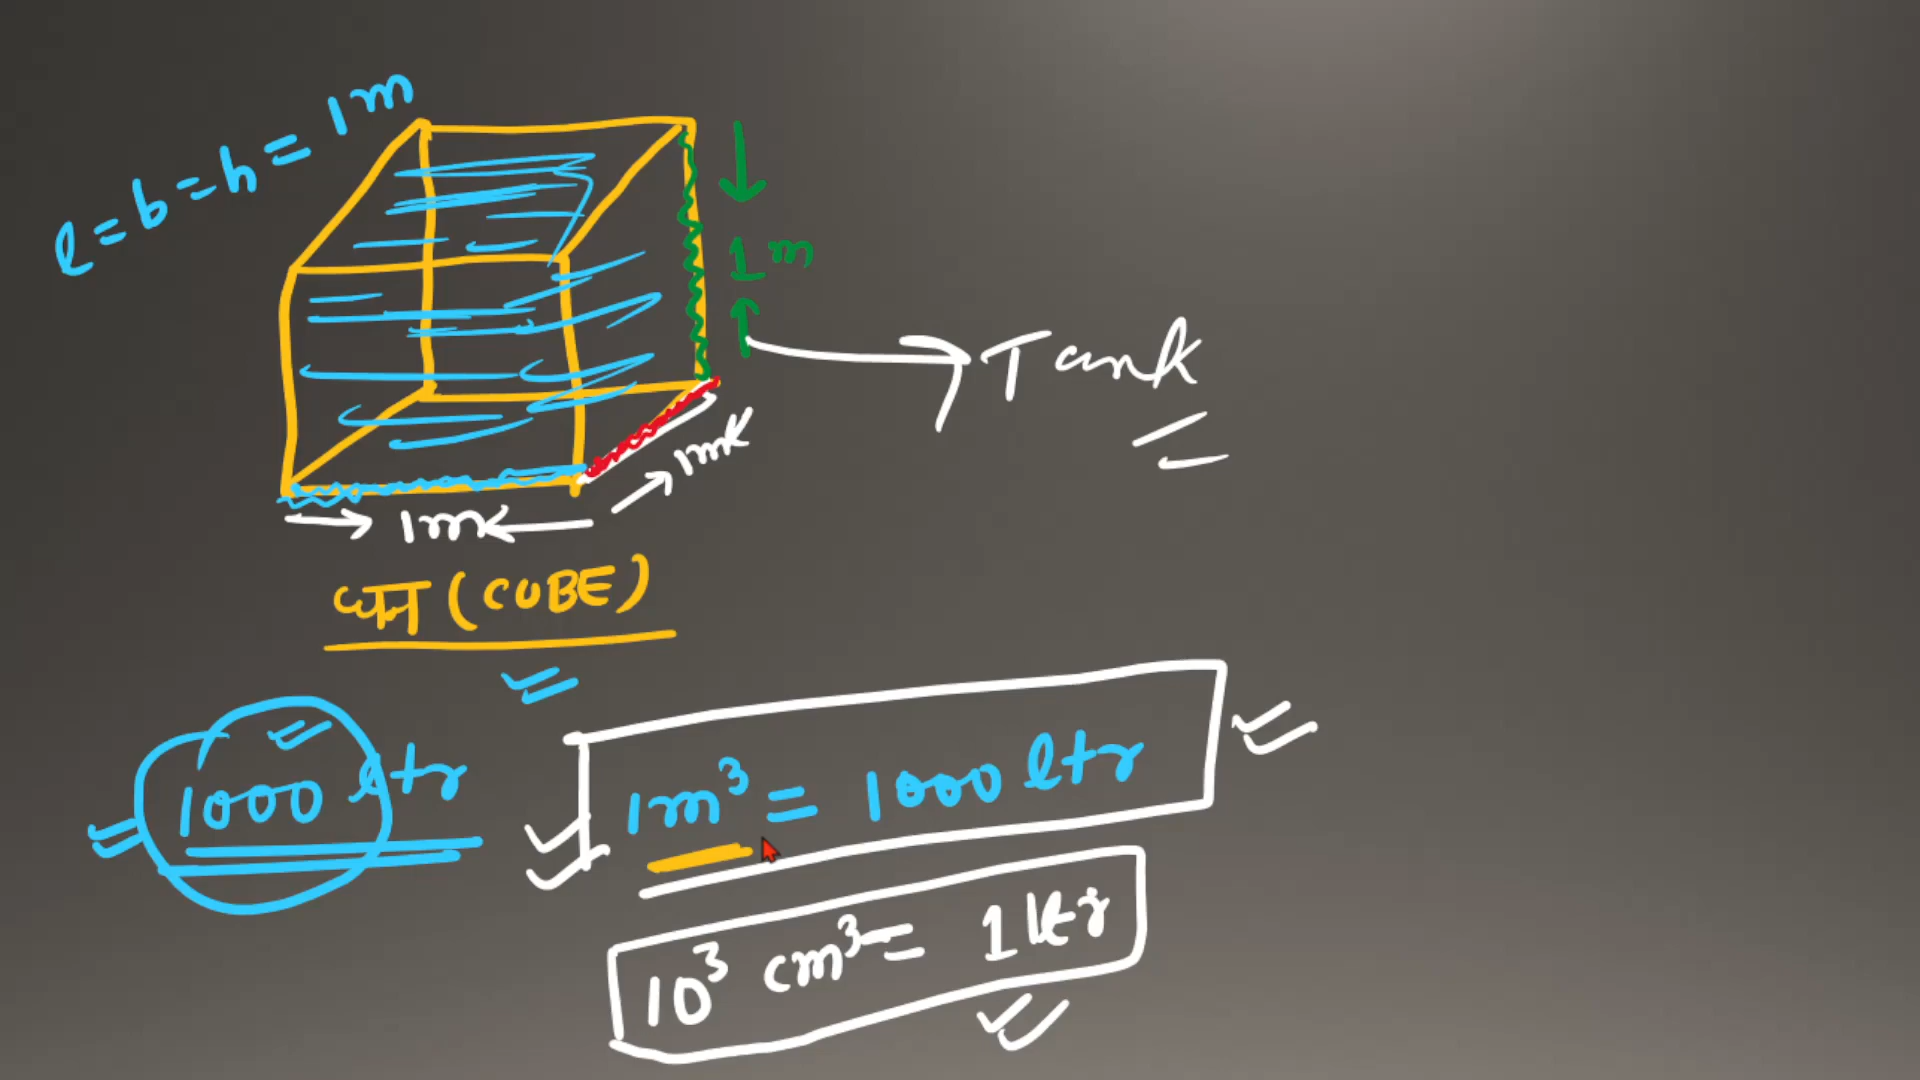 l = b = h = 1m
1m
Tank
1m
1m
घन (CUBE)
1000 ltr
1m³ = 1000 ltr
10³ cm³ = 1 ltr